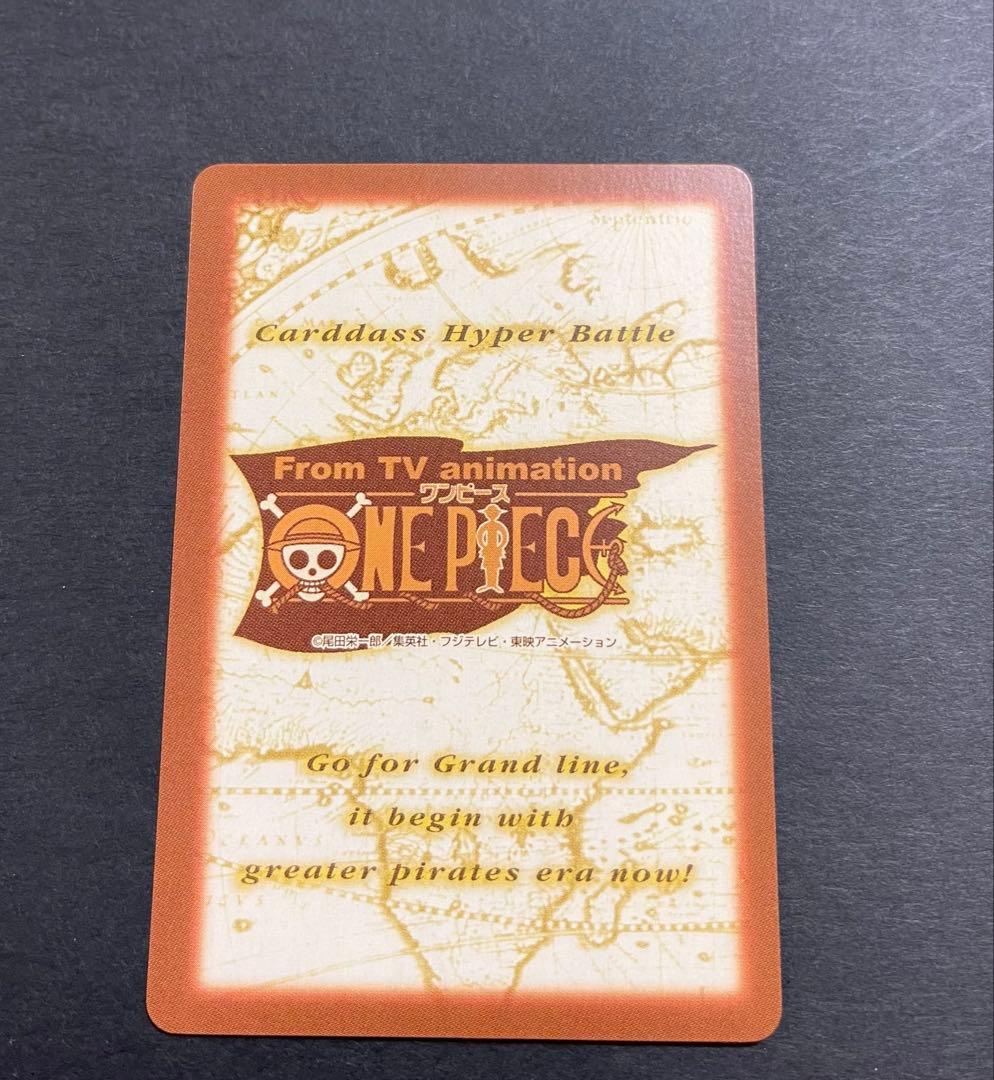 Septentrio
Carddass Hyper Battle
From TV animation
ワンピース
ONE PIECE
©尾田栄一郎/集英社・フジテレビ・東映アニメーション
Go for Grand line,
it begin with
greater pirates era now!